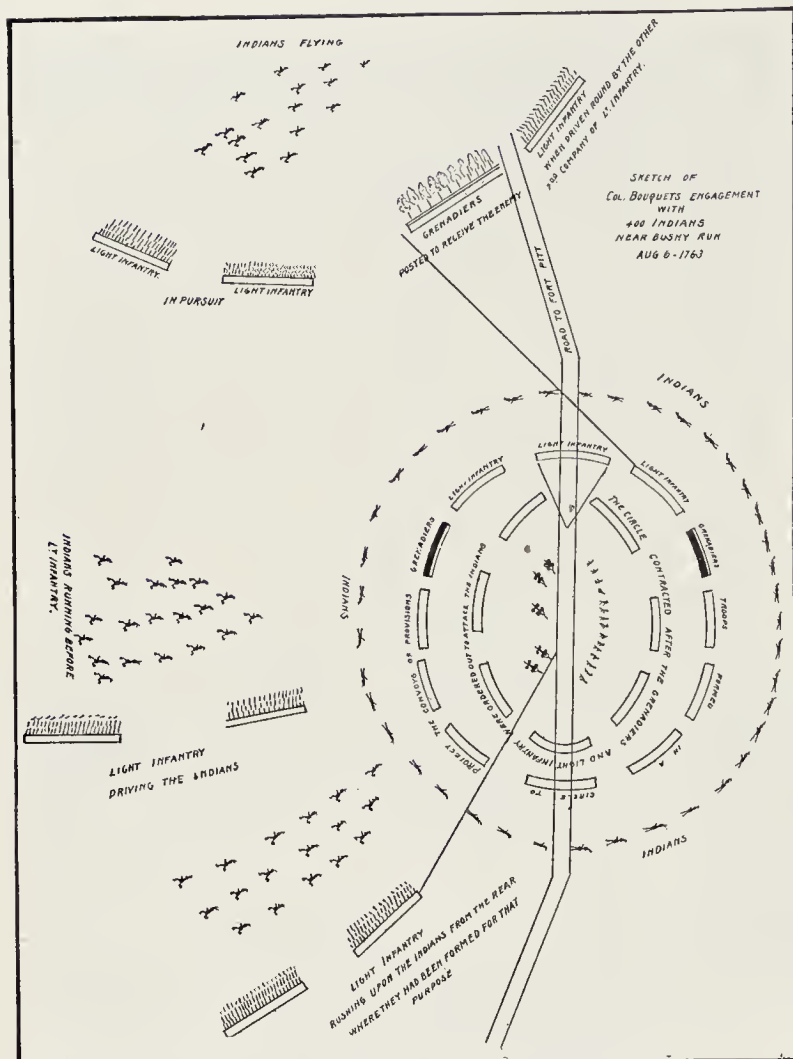 INDIANS FLYING
LIGHT INFANTRY
WHEN DRIVEN ROUND BY THE OTHER
COMPANY OF LT. INFANTRY.
GRENADIERS
POSTED TO RECEIVE THE ENEMY
SKETCH OF
COL. BOUQUETS ENGAGEMENT
WITH
400 INDIANS
NEAR BUSHY RUN
AUG 6-1763
LIGHT INFANTRY.
LIGHT INFANTRY
IN PURSUIT
ROAD TO FORT PITT
INDIANS
LIGHT INFANTRY
LIGHT INFANTRY
LIGHT INFANTRY
GRENADIERS
GRENADIERS
TROOPS
FORMED
IN A
CIRCLE TO
PROTECT THE
CONVOY OF PROVISIONS
THE CIRCLE
CONTRACTED AFTER THE GRENADIERS
AND LIGHT INFANTRY
WERE ORDERED OUT TO ATTACK THE INDIANS
INDIANS
INDIANS
INDIANS RUNNING BEFORE
LT. INFANTRY.
LIGHT INFANTRY
DRIVING THE INDIANS
LIGHT INFANTRY
RUSHING UPON THE INDIANS FROM THE REAR
WHERE THEY HAD BEEN FORMED FOR THAT
PURPOSE